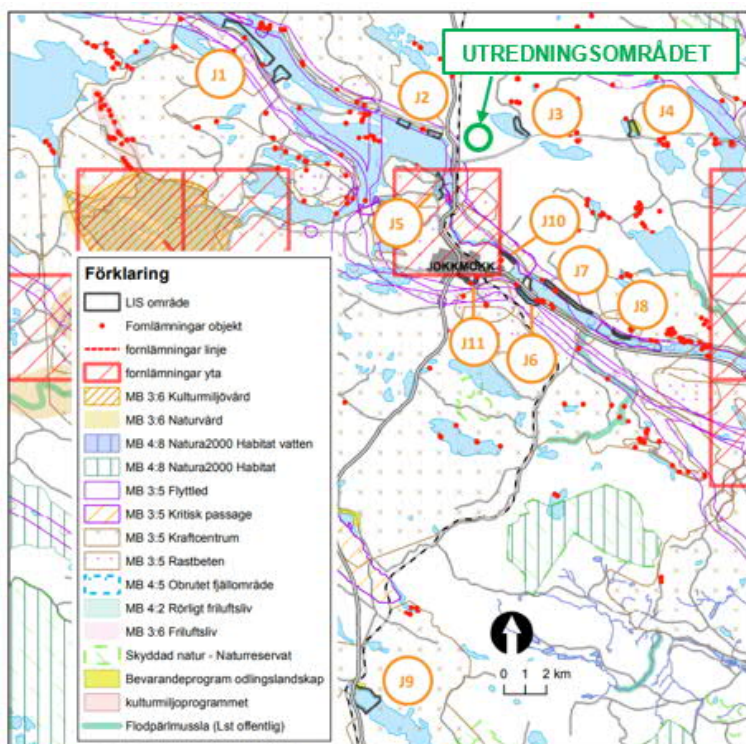 UTREDNINGSOMRÅDET
J1
J2
J3
J4
J5
J10
J7
JOKKMOKK
J8
J11
J6
Förklaring
LIS område
Fornlämningar objekt
fornlämningar linje
fornlämningar yta
MB 3:6 Kulturmiljövård
MB 3:6 Naturvård
MB 4:8 Natura2000 Habitat vatten
MB 4:8 Natura2000 Habitat
MB 3:5 Flyttled
MB 3:5 Kritisk passage
MB 3:5 Kraftcentrum
MB 3:5 Rastbeten
MB 4:5 Obrutet fjällområde
MB 4:2 Rörligt friluftsliv
MB 3:6 Friluftsliv
Skyddad natur - Naturreservat
Bevarandeprogram odlingslandskap
kulturmiljoprogrammet
Flodpärlmussla (Lst offentlig)
0 1 2 km
J9